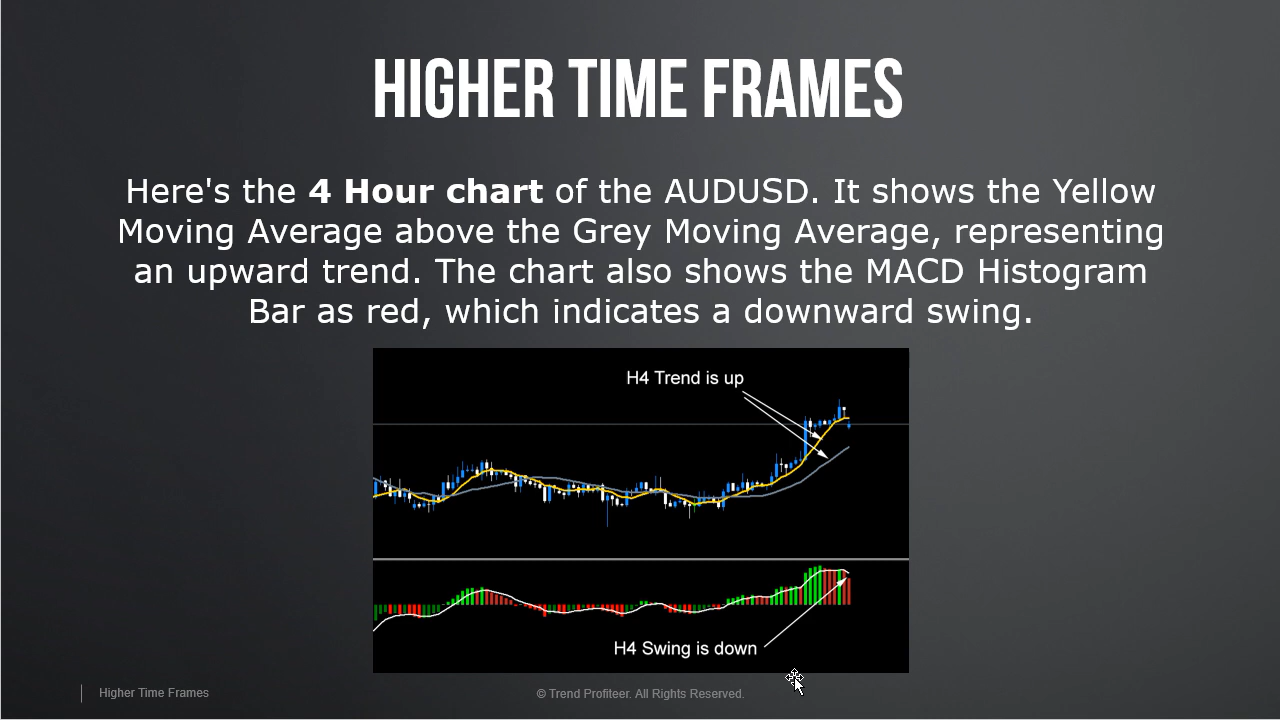 HIGHER TIME FRAMES
Here's the 4 Hour chart of the AUDUSD. It shows the Yellow
Moving Average above the Grey Moving Average, representing
an upward trend. The chart also shows the MACD Histogram
Bar as red, which indicates a downward swing.
H4 Trend is up
H4 Swing is down
Higher Time Frames
© Trend Profiteer. All Rights Reserved.